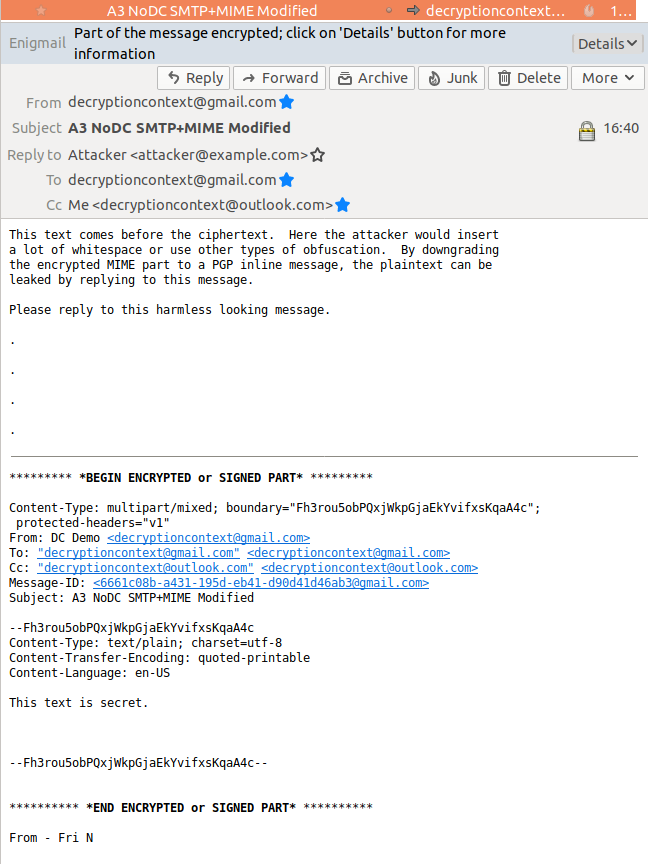 A3 NoDC SMTP+MIME Modified decryptioncontext... 1...
Enigmail Part of the message encrypted; click on 'Details' button for more information Details
Reply Forward Archive Junk Delete More
From decryptioncontext@gmail.com
Subject A3 NoDC SMTP+MIME Modified 16:40
Reply to Attacker <attacker@example.com>
To decryptioncontext@gmail.com
Cc Me <decryptioncontext@outlook.com>
This text comes before the ciphertext.  Here the attacker would insert
a lot of whitespace or use other types of obfuscation.  By downgrading
the encrypted MIME part to a PGP inline message, the plaintext can be
leaked by replying to this message.
Please reply to this harmless looking message.
.
.
.
.
********* *BEGIN ENCRYPTED or SIGNED PART* *********
Content-Type: multipart/mixed; boundary="Fh3rou5obPQxjWkpGjaEkYvifxsKqaA4c";
protected-headers="v1"
From: DC Demo <decryptioncontext@gmail.com>
To: "decryptioncontext@gmail.com" <decryptioncontext@gmail.com>
Cc: "decryptioncontext@outlook.com" <decryptioncontext@outlook.com>
Message-ID: <6661c08b-a431-195d-eb41-d90d41d46ab3@gmail.com>
Subject: A3 NoDC SMTP+MIME Modified
--Fh3rou5obPQxjWkpGjaEkYvifxsKqaA4c
Content-Type: text/plain; charset=utf-8
Content-Transfer-Encoding: quoted-printable
Content-Language: en-US
This text is secret.
--Fh3rou5obPQxjWkpGjaEkYvifxsKqaA4c--
********** *END ENCRYPTED or SIGNED PART* **********
From - Fri N